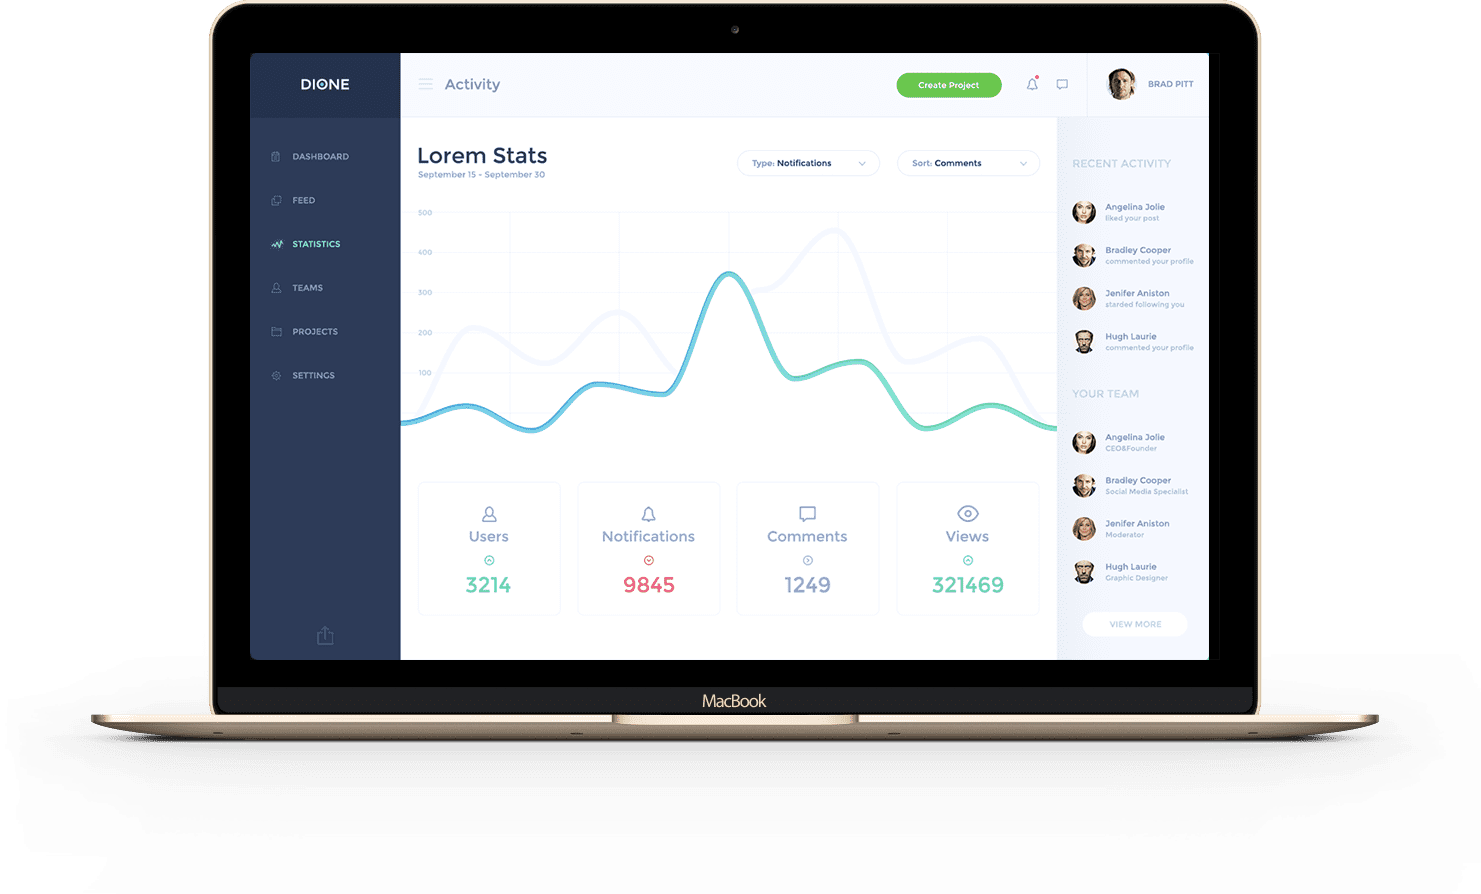 DIONE
Activity
Create Project
BRAD PITT
DASHBOARD
FEED
STATISTICS
TEAMS
PROJECTS
SETTINGS
Lorem Stats
September 15 - September 30
Type: Notifications
Sort: Comments
500
400
300
200
100
Users
3214
Notifications
9845
Comments
1249
Views
321469
RECENT ACTIVITY
Angelina Jolie
liked your post
Bradley Cooper
commented your profile
Jenifer Aniston
starded following you
Hugh Laurie
commented your profile
YOUR TEAM
Angelina Jolie
CEO&Founder
Bradley Cooper
Social Media Specialist
Jenifer Aniston
Moderator
Hugh Laurie
Graphic Designer
VIEW MORE
MacBook